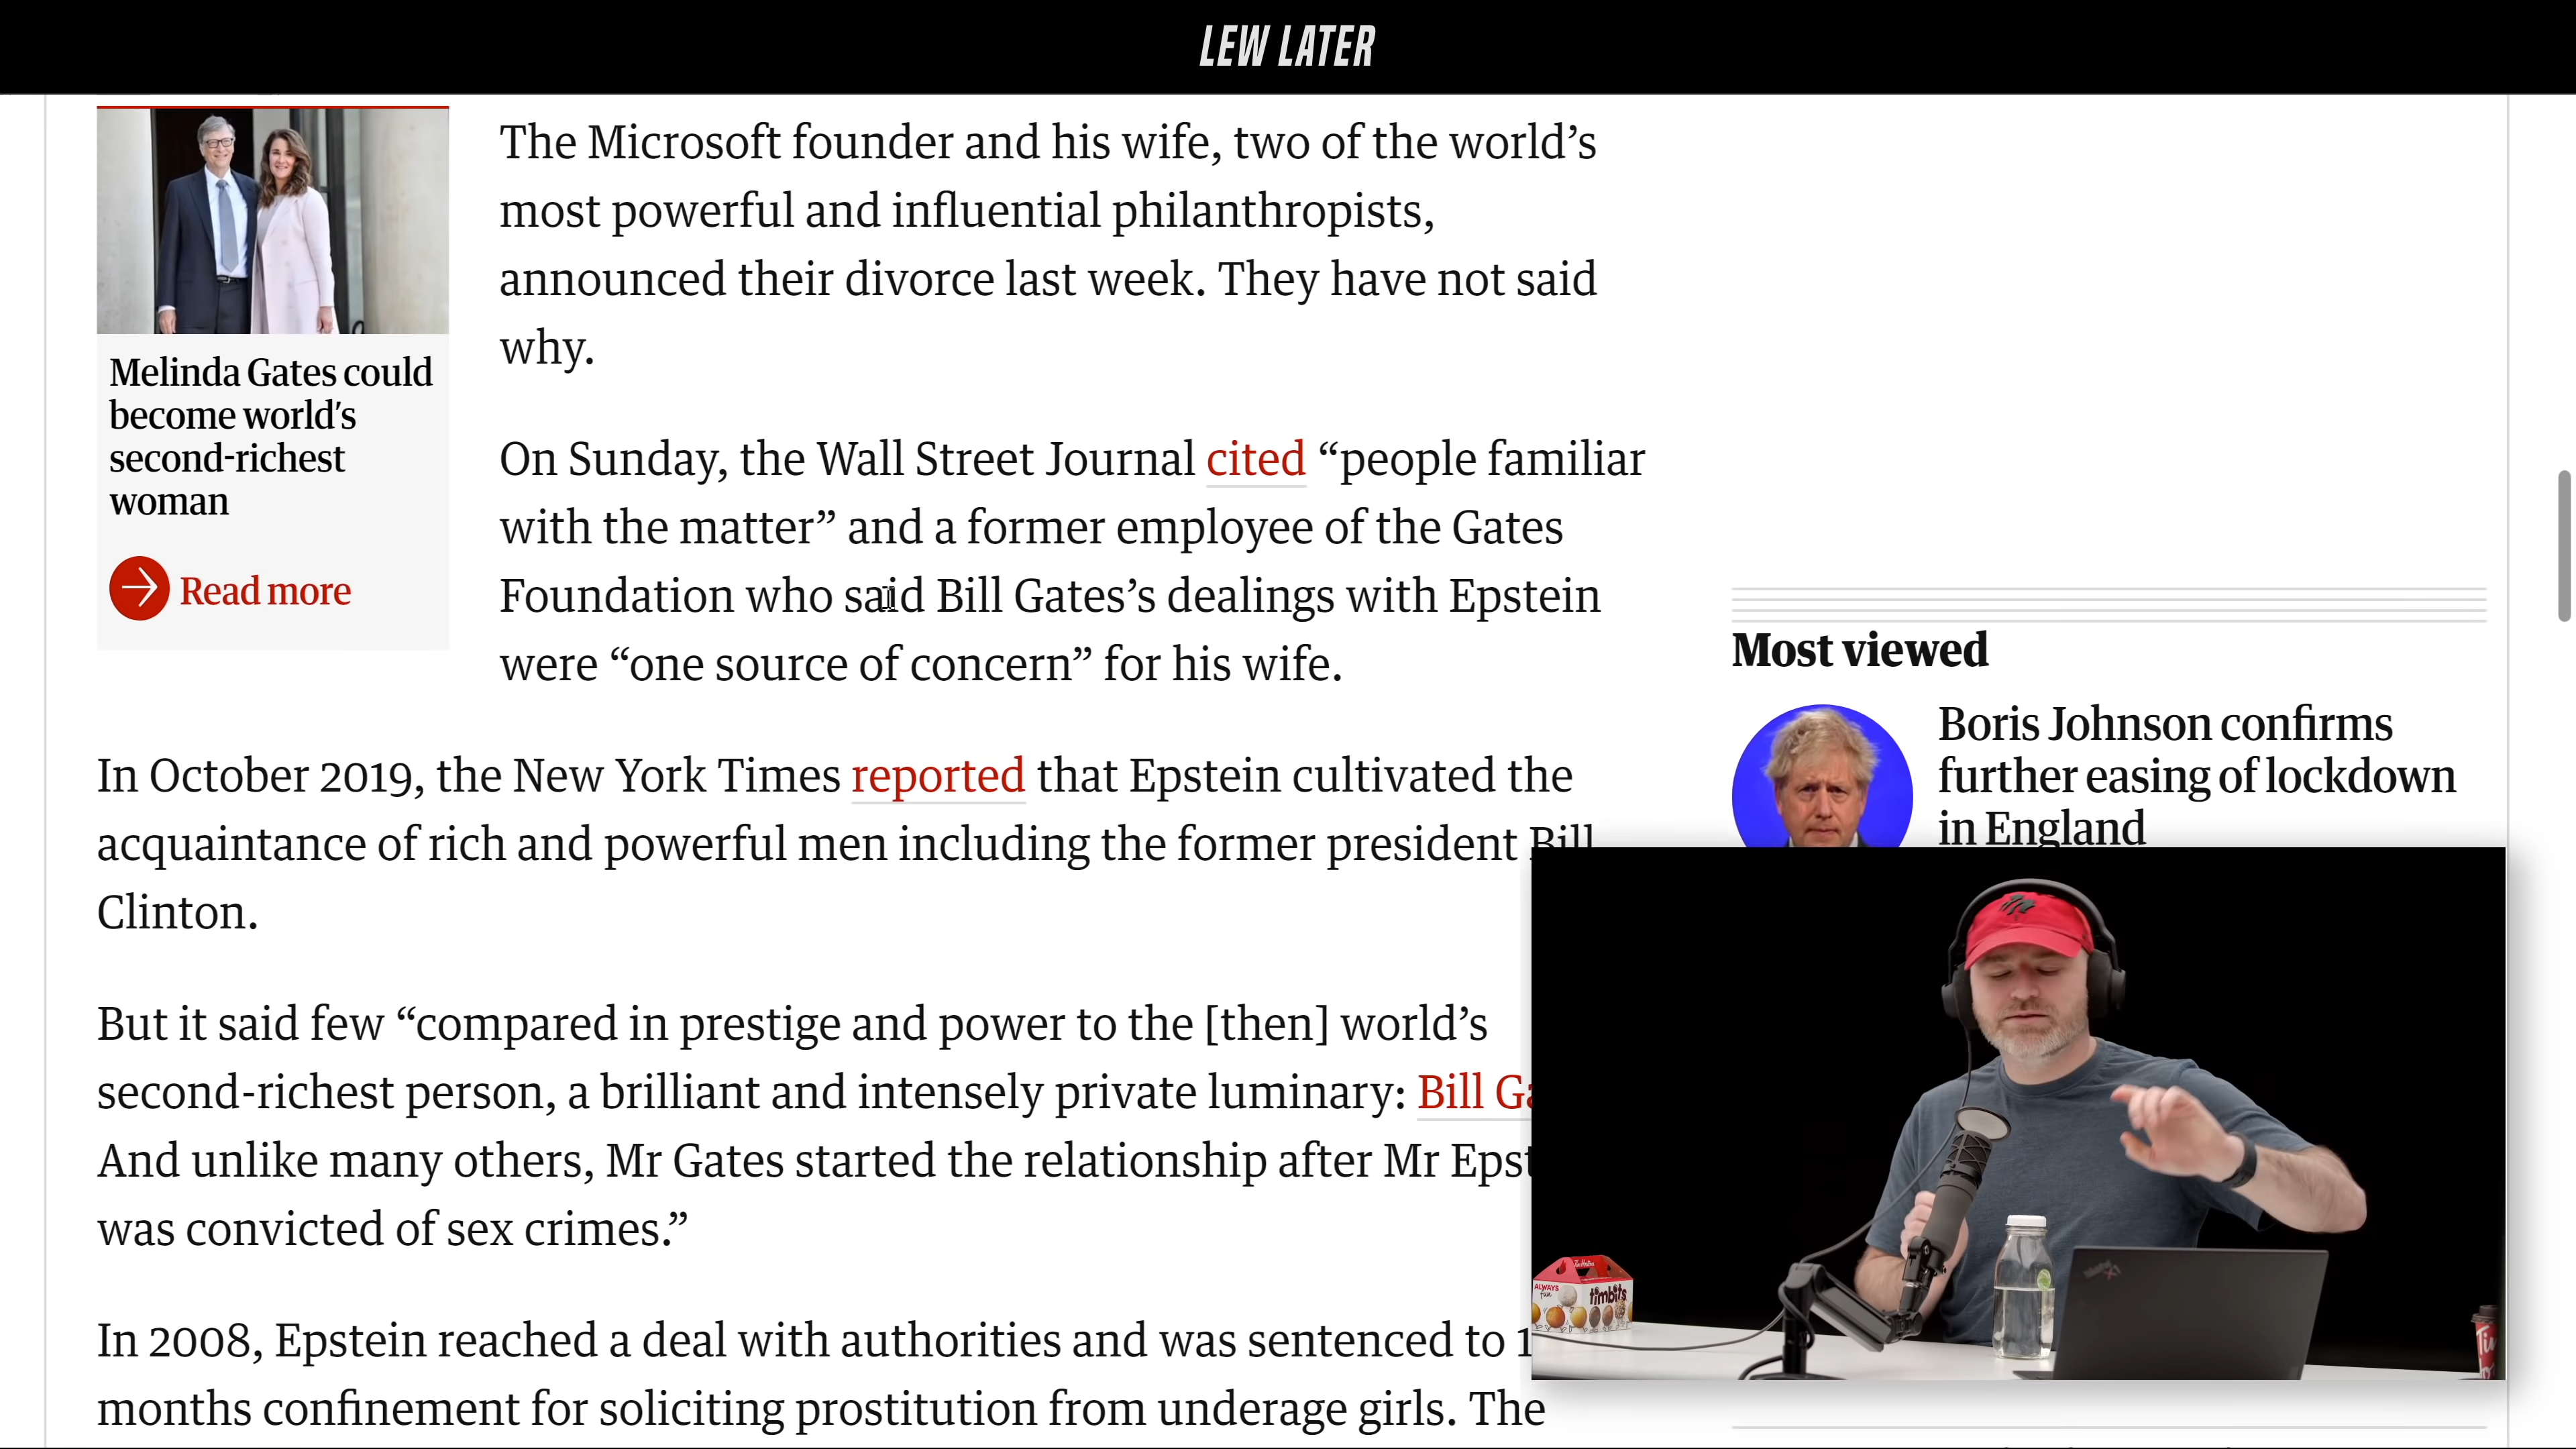 LEW LATER
Melinda Gates could
become world's
second-richest
woman
Read more
The Microsoft founder and his wife, two of the world’s
most powerful and influential philanthropists,
announced their divorce last week. They have not said
why.
On Sunday, the Wall Street Journal cited “people familiar
with the matter” and a former employee of the Gates
Foundation who said Bill Gates’s dealings with Epstein
were “one source of concern” for his wife.
In October 2019, the New York Times reported that Epstein cultivated the
acquaintance of rich and powerful men including the former president Bill
Clinton.
But it said few “compared in prestige and power to the [then] world’s
second-richest person, a brilliant and intensely private luminary: Bill
And unlike many others, Mr Gates started the relationship after Mr
was convicted of sex crimes.”
In 2008, Epstein reached a deal with authorities and was sentenced to
months confinement for soliciting prostitution from underage girls. The
Most viewed
Boris Johnson confirms
further easing of lockdown
in England
ALWAYS
fun
timbits